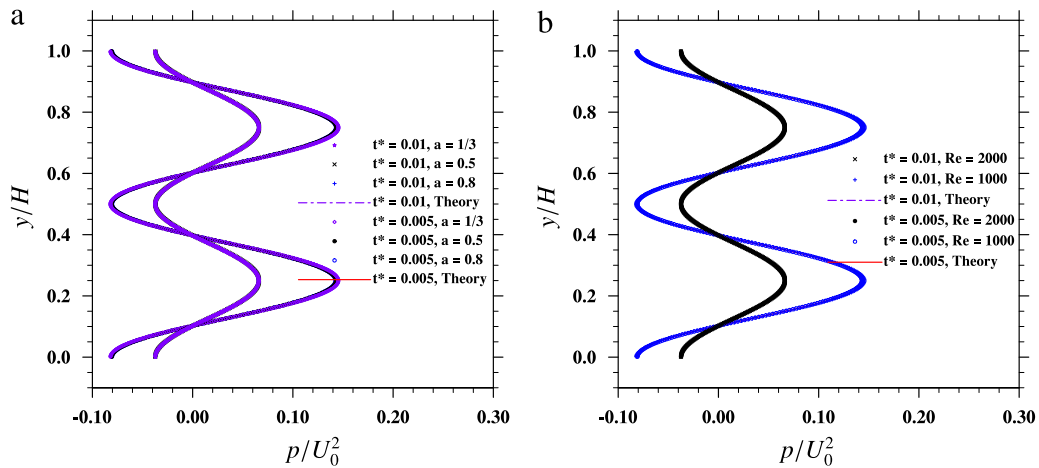 a
1.0
0.8
0.6
0.4
0.2
0.0
y/H
t* = 0.01, a = 1/3
t* = 0.01, a = 0.5
t* = 0.01, a = 0.8
t* = 0.01, Theory
t* = 0.005, a = 1/3
t* = 0.005, a = 0.5
t* = 0.005, a = 0.8
t* = 0.005, Theory
-0.10 0.00 0.10 0.20 0.30
p/U₀²
b
1.0
0.8
0.6
0.4
0.2
0.0
y/H
t* = 0.01, Re = 2000
t* = 0.01, Re = 1000
t* = 0.01, Theory
t* = 0.005, Re = 2000
t* = 0.005, Re = 1000
t* = 0.005, Theory
-0.10 0.00 0.10 0.20 0.30
p/U₀²